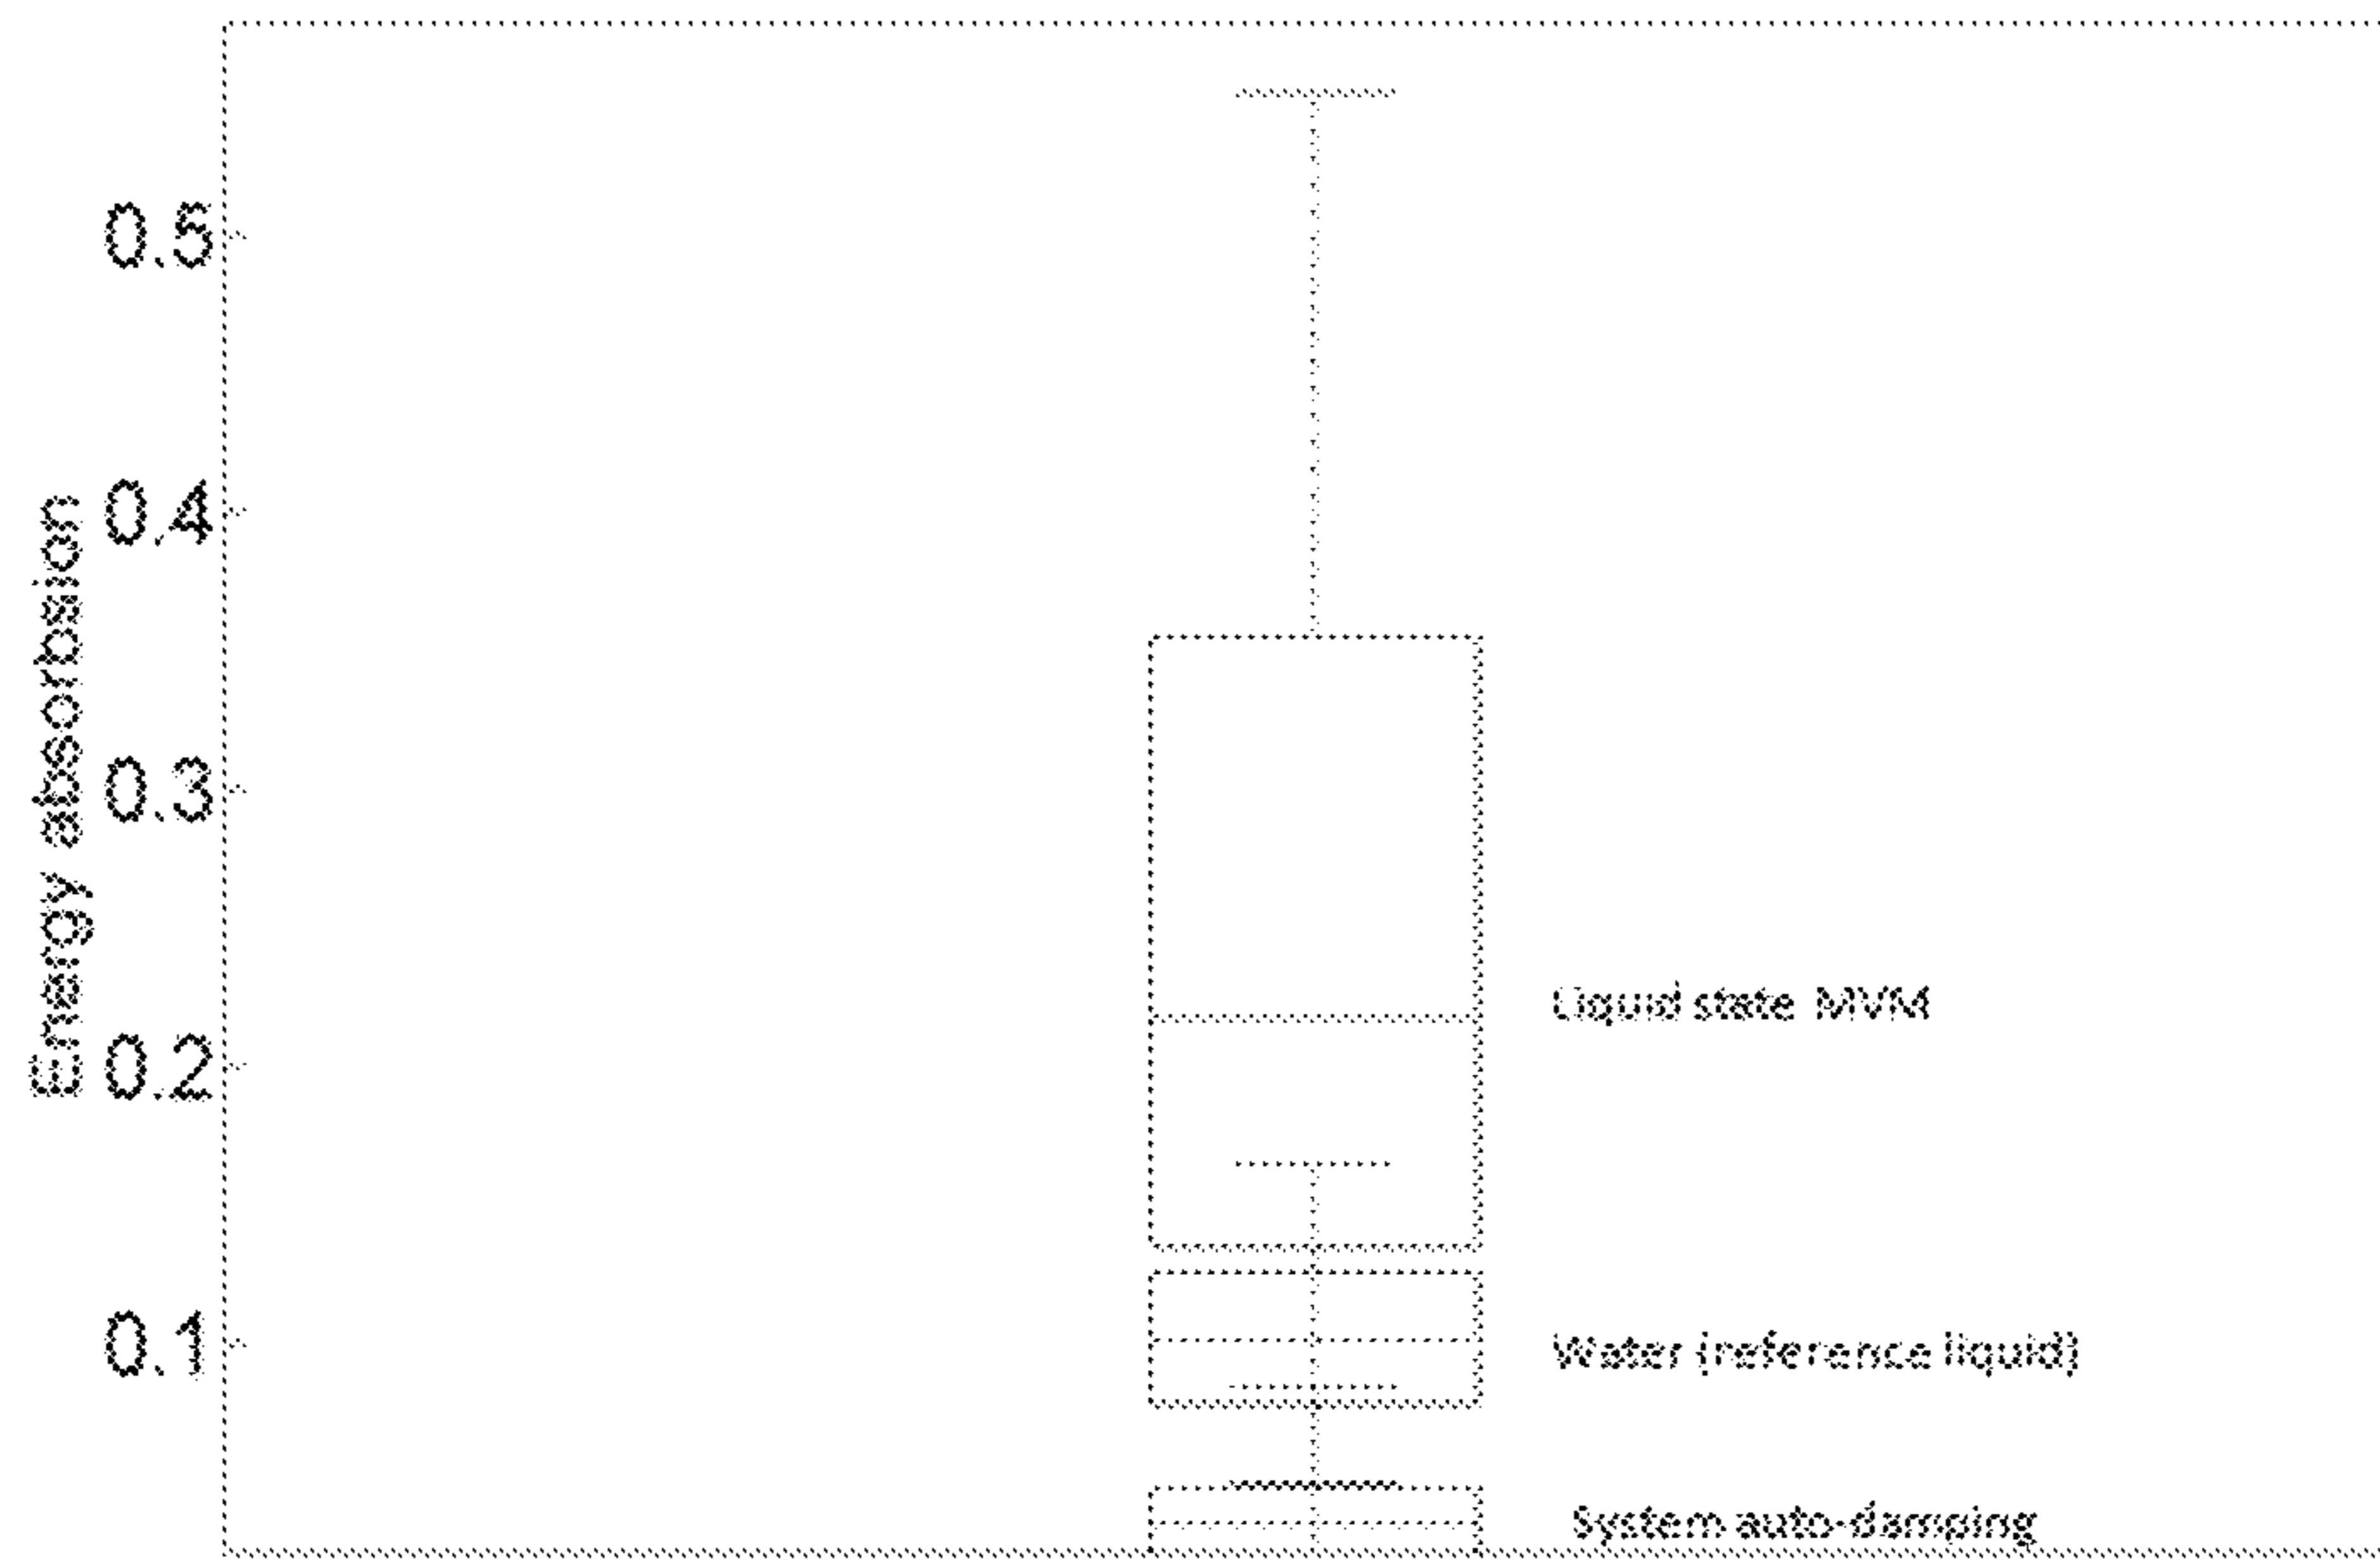 Energy absorbsion
0.5
0.4
0.3
0.2
0.1
Liquid state MVM
Water (reference liquid)
System auto-damping